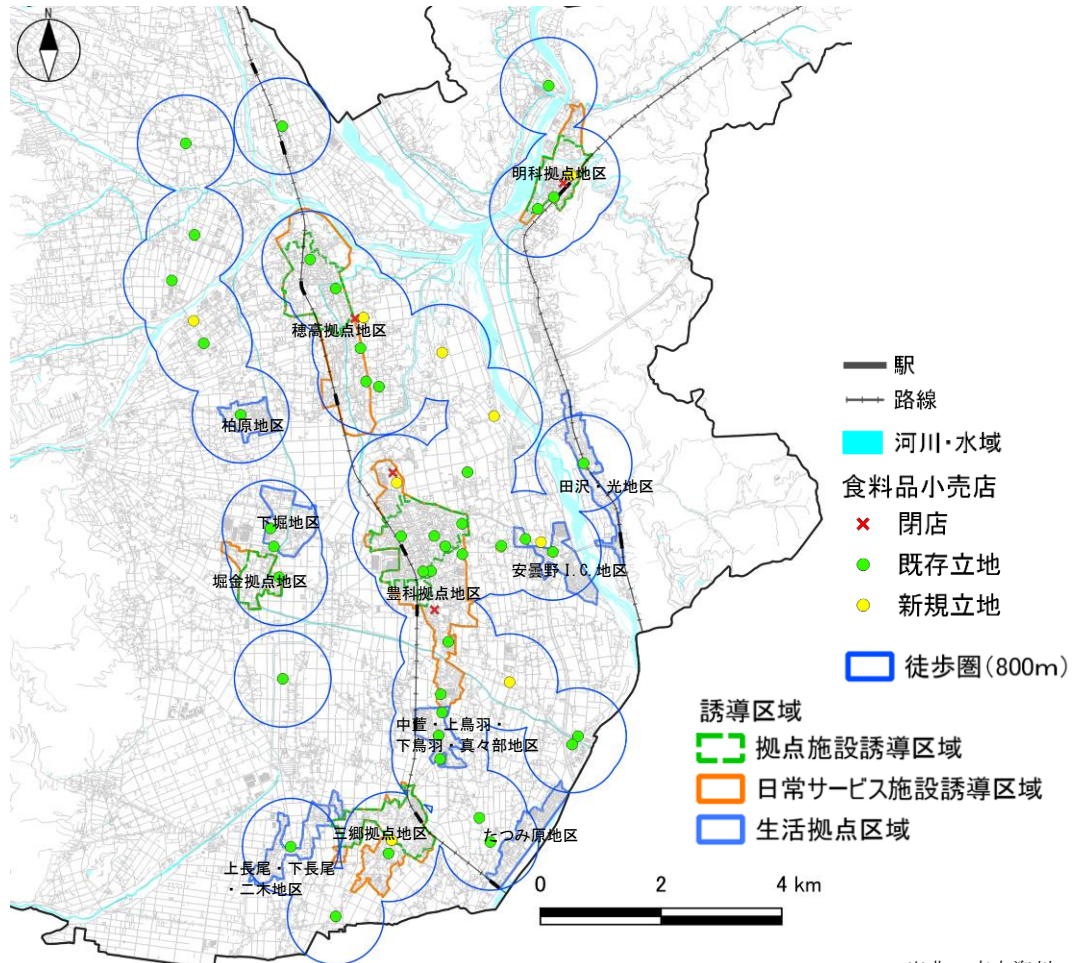 N
明科拠点地区
穂高拠点地区
柏原地区
田沢・光地区
下堀地区
安曇野I.C.地区
堀金拠点地区
豊科拠点地区
中萱・上鳥羽・
下鳥羽・真々部地区
三郷拠点地区
たつみ原地区
上長尾・下長尾
・二木地区
駅
路線
河川・水域
食料品小売店
閉店
既存立地
新規立地
徒歩圏(800m)
誘導区域
拠点施設誘導区域
日常サービス施設誘導区域
生活拠点区域
0 2 4 km